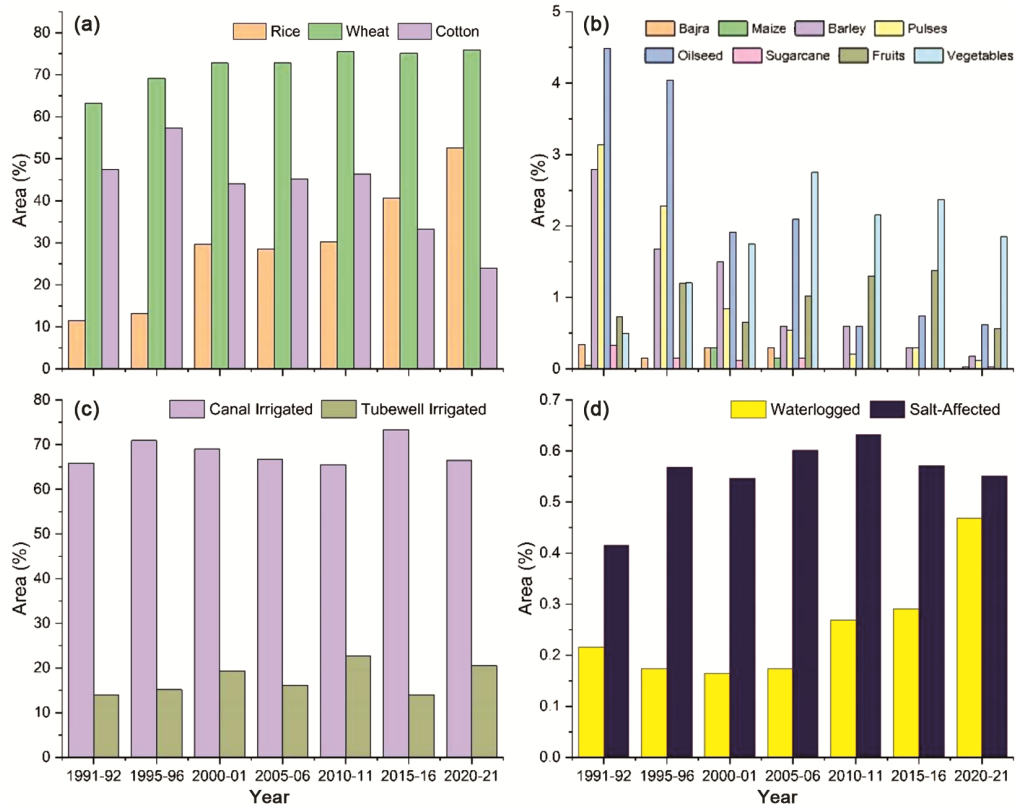 (a)
Rice Wheat Cotton
Area (%)
80
70
60
50
40
30
20
10
0
(b)
Bajra Maize Barley Pulses
Oilseed Sugarcane Fruits Vegetables
Area (%)
5
4
3
2
1
0
(c)
Canal Irrigated Tubewell Irrigated
Area (%)
80
70
60
50
40
30
20
10
0
1991-92 1995-96 2000-01 2005-06 2010-11 2015-16 2020-21
Year
(d)
Waterlogged Salt-Affected
Area (%)
0.7
0.6
0.5
0.4
0.3
0.2
0.1
0.0
1991-92 1995-96 2000-01 2005-06 2010-11 2015-16 2020-21
Year